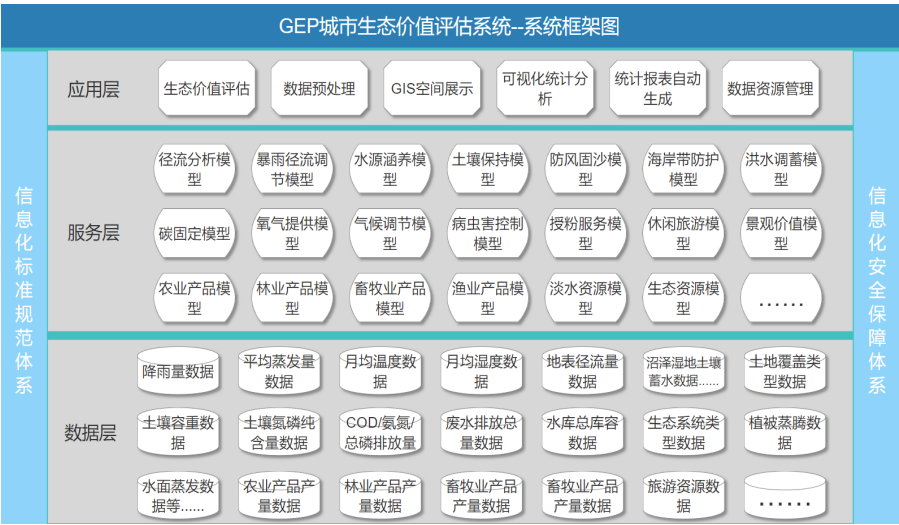 GEP城市生态价值评估系统--系统框架图
信息化标准规范体系
应用层
生态价值评估
数据预处理
GIS空间展示
可视化统计分
析
统计报表自动
生成
数据资源管理
服务层
径流分析模
型
暴雨径流调
节模型
水源涵养模
型
土壤保持模
型
防风固沙模
型
海岸带防护
模型
洪水调蓄模
型
碳固定模型
氧气提供模
型
气候调节模
型
病虫害控制
模型
授粉服务模
型
休闲旅游模
型
景观价值模
型
农业产品模
型
林业产品模
型
畜牧业产品
模型
渔业产品模
型
淡水资源模
型
生态资源模
型
......
数据层
降雨量数据
平均蒸发量
数据
月均温度数
据
月均湿度数
据
地表径流量
数据
沼泽湿地土壤
蓄水数据......
土地覆盖类
型数据
土壤容重数
据
土壤氮磷纯
含量数据
COD/氨氮/
总磷排放量
废水排放总
量数据
水库总库容
数据
生态系统类
型数据
植被蒸腾数
据
水面蒸发数
据等......
农业产品产
量数据
林业产品产
量数据
畜牧业产品
产量数据
畜牧业产品
产量数据
旅游资源数
据
......
信息化安全保障体系